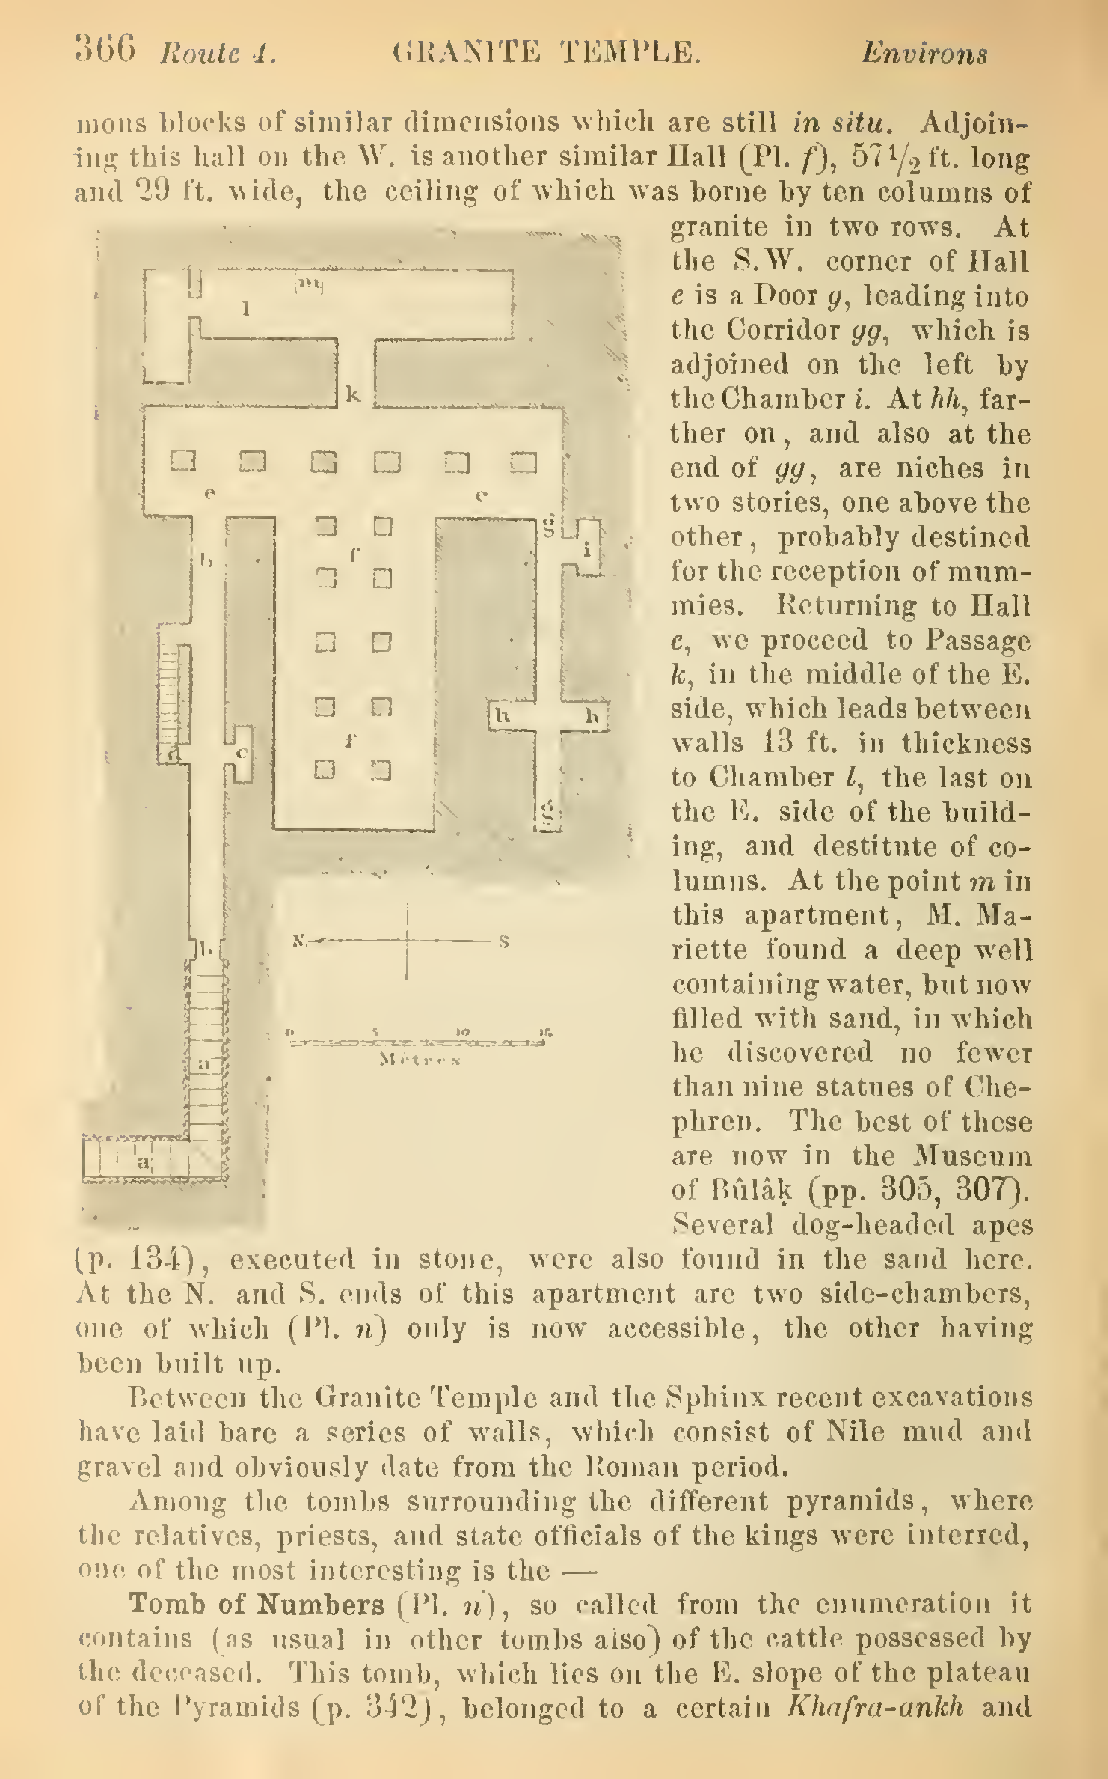 366 Route 4. GRANITE TEMPLE. Environs
mous blocks of similar dimensions which are still in situ. Adjoin-
ing this hall on the W. is another similar Hall (Pl. f), 57 1/2 ft. long
and 29 ft. wide, the ceiling of which was borne by ten columns of
granite in two rows. At
the S.W. corner of Hall
e is a Door g, leading into
the Corridor gg, which is
adjoined on the left by
the Chamber i. At hh, far-
ther on, and also at the
end of gg, are niches in
two stories, one above the
other, probably destined
for the reception of mum-
mies. Returning to Hall
e, we proceed to Passage
k, in the middle of the E.
side, which leads between
walls 13 ft. in thickness
to Chamber l, the last on
the E. side of the build-
ing, and destitute of co-
lumns. At the point m in
this apartment, M. Ma-
riette found a deep well
containing water, but now
filled with sand, in which
he discovered no fewer
than nine statues of Che-
phren. The best of these
are now in the Museum
of Bûlâḳ (pp. 305, 307).
Several dog-headed apes
(p. 134), executed in stone, were also found in the sand here.
At the N. and S. ends of this apartment are two side-chambers,
one of which (Pl. n) only is now accessible, the other having
been built up.
Between the Granite Temple and the Sphinx recent excavations
have laid bare a series of walls, which consist of Nile mud and
gravel and obviously date from the Roman period.
Among the tombs surrounding the different pyramids, where
the relatives, priests, and state officials of the kings were interred,
one of the most interesting is the —
Tomb of Numbers (Pl. n), so called from the enumeration it
contains (as usual in other tombs also) of the cattle possessed by
the deceased. This tomb, which lies on the E. slope of the plateau
of the Pyramids (p. 342), belonged to a certain Khafra-ankh and
m
l
k
e e
g
b f i
h h
d c f
g
b
N. S
0 5 10 15
Mètres
a
a